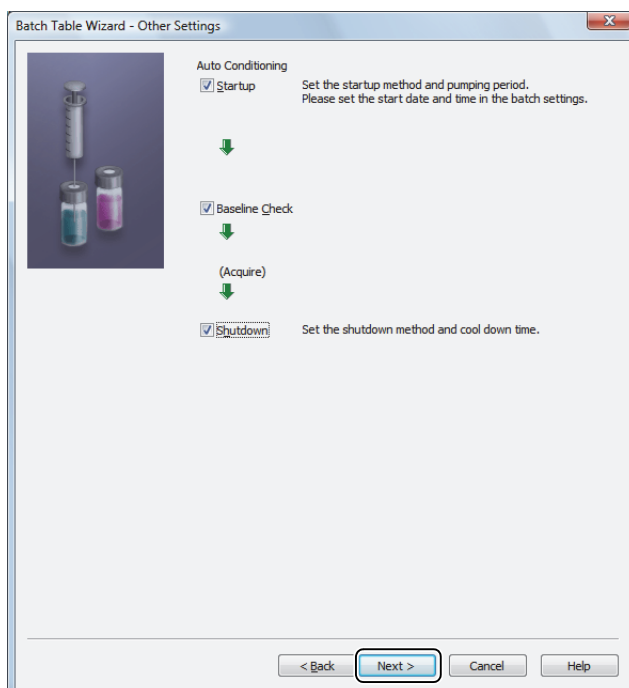 Batch Table Wizard - Other Settings
X
Auto Conditioning
Startup
Set the startup method and pumping period.
Please set the start date and time in the batch settings.
Baseline Check
(Acquire)
Shutdown
Set the shutdown method and cool down time.
< Back
Next >
Cancel
Help